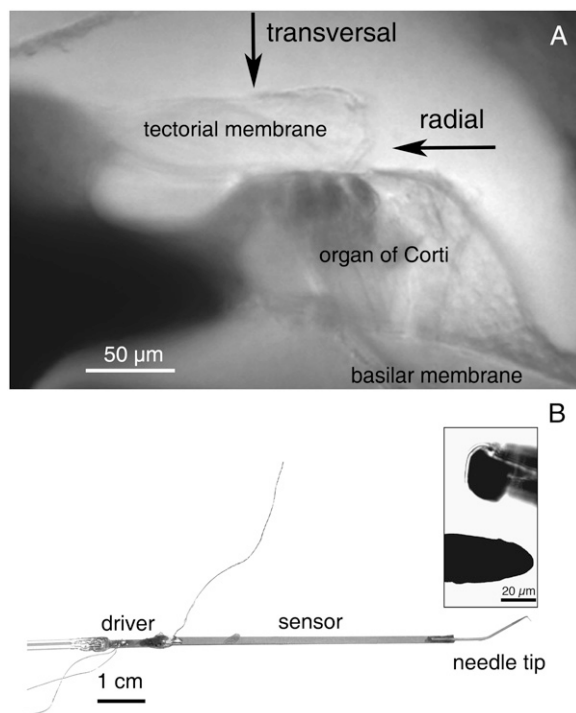 A
transversal
tectorial membrane
radial
organ of Corti
50 µm
basilar membrane
B
20 µm
driver
sensor
needle tip
1 cm